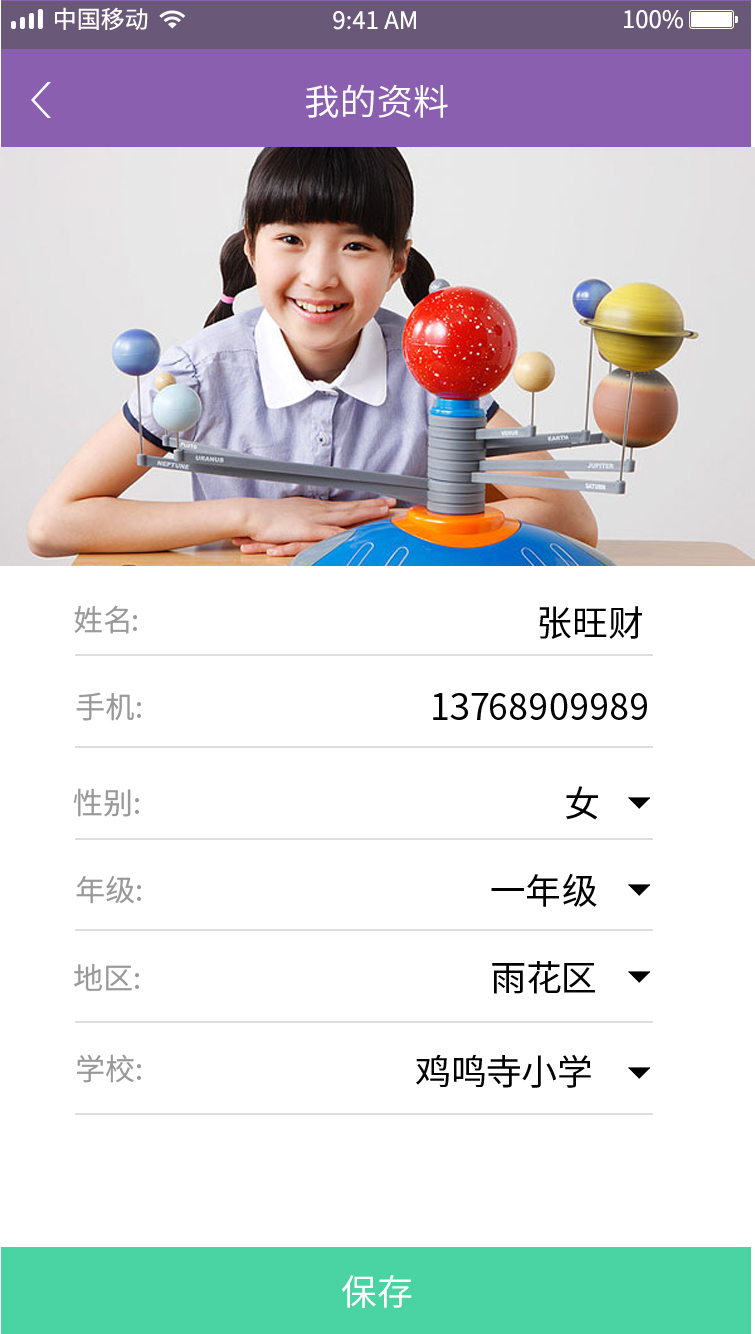 中国移动 9:41 AM 100%
我的资料
PLUTO
NEPTUNE
URANUS
VENUS
EARTH
JUPITER
SATURN
姓名: 张旺财
手机: 13768909989
性别: 女
年级: 一年级
地区: 雨花区
学校: 鸡鸣寺小学
保存